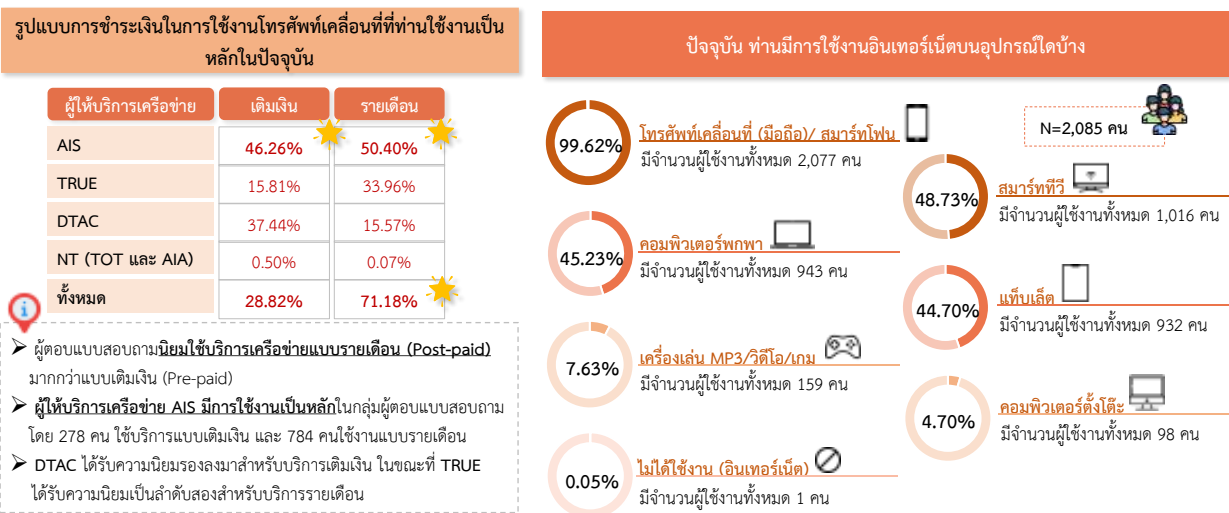 รูปแบบการชำระเงินในการใช้งานโทรศัพท์เคลื่อนที่ที่ท่านใช้งานเป็น
หลักในปัจจุบัน
ผู้ให้บริการเครือข่าย เติมเงิน รายเดือน
AIS 46.26% 50.40%
TRUE 15.81% 33.96%
DTAC 37.44% 15.57%
NT (TOT และ AIA) 0.50% 0.07%
ทั้งหมด 28.82% 71.18%
ผู้ตอบแบบสอบถามนิยมใช้บริการเครือข่ายแบบรายเดือน (Post-paid)
มากกว่าแบบเติมเงิน (Pre-paid)
ผู้ให้บริการเครือข่าย AIS มีการใช้งานเป็นหลักในกลุ่มผู้ตอบแบบสอบถาม
โดย 278 คน ใช้บริการแบบเติมเงิน และ 784 คนใช้งานแบบรายเดือน
DTAC ได้รับความนิยมรองลงมาสำหรับบริการเติมเงิน ในขณะที่ TRUE
ได้รับความนิยมเป็นลำดับสองสำหรับบริการรายเดือน
ปัจจุบัน ท่านมีการใช้งานอินเทอร์เน็ตบนอุปกรณ์ใดบ้าง
N=2,085 คน
99.62%
โทรศัพท์เคลื่อนที่ (มือถือ)/ สมาร์ทโฟน
มีจำนวนผู้ใช้งานทั้งหมด 2,077 คน
48.73%
สมาร์ททีวี
มีจำนวนผู้ใช้งานทั้งหมด 1,016 คน
45.23%
คอมพิวเตอร์พกพา
มีจำนวนผู้ใช้งานทั้งหมด 943 คน
44.70%
แท็บเล็ต
มีจำนวนผู้ใช้งานทั้งหมด 932 คน
7.63%
เครื่องเล่น MP3/วิดีโอ/เกม
มีจำนวนผู้ใช้งานทั้งหมด 159 คน
4.70%
คอมพิวเตอร์ตั้งโต๊ะ
มีจำนวนผู้ใช้งานทั้งหมด 98 คน
0.05%
ไม่ได้ใช้งาน (อินเทอร์เน็ต)
มีจำนวนผู้ใช้งานทั้งหมด 1 คน